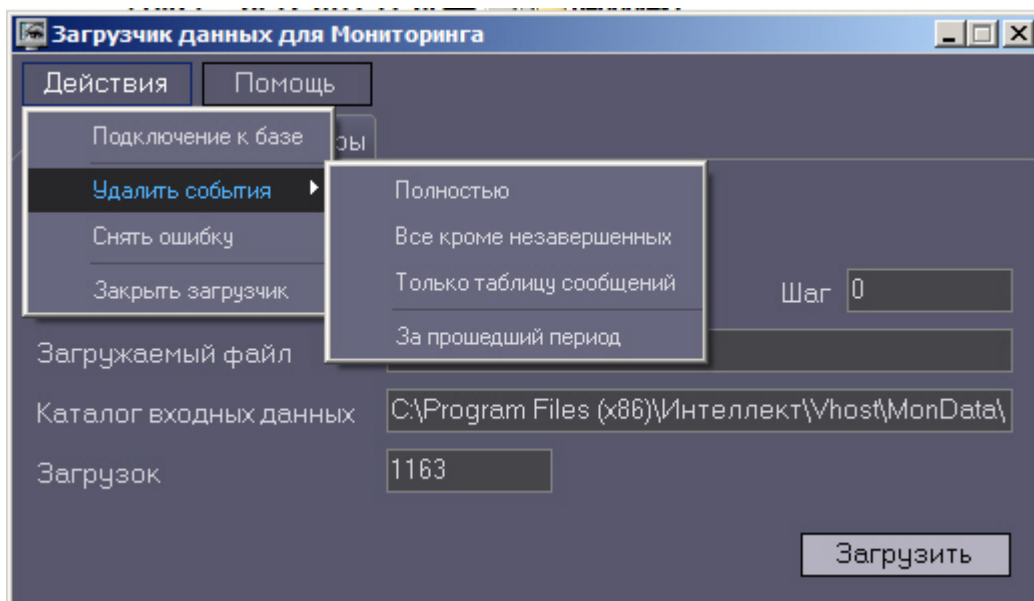 Загрузчик данных для Мониторинга
Действия Помощь
Подключение к базе
Удалить события
Снять ошибку
Закрыть загрузчик
Полностью
Все кроме незавершенных
Только таблицу сообщений
За прошедший период
Шаг 0
Загружаемый файл
Каталог входных данных C:\Program Files (x86)\Интеллект\Vhost\MonData\
Загрузок 1163
Загрузить